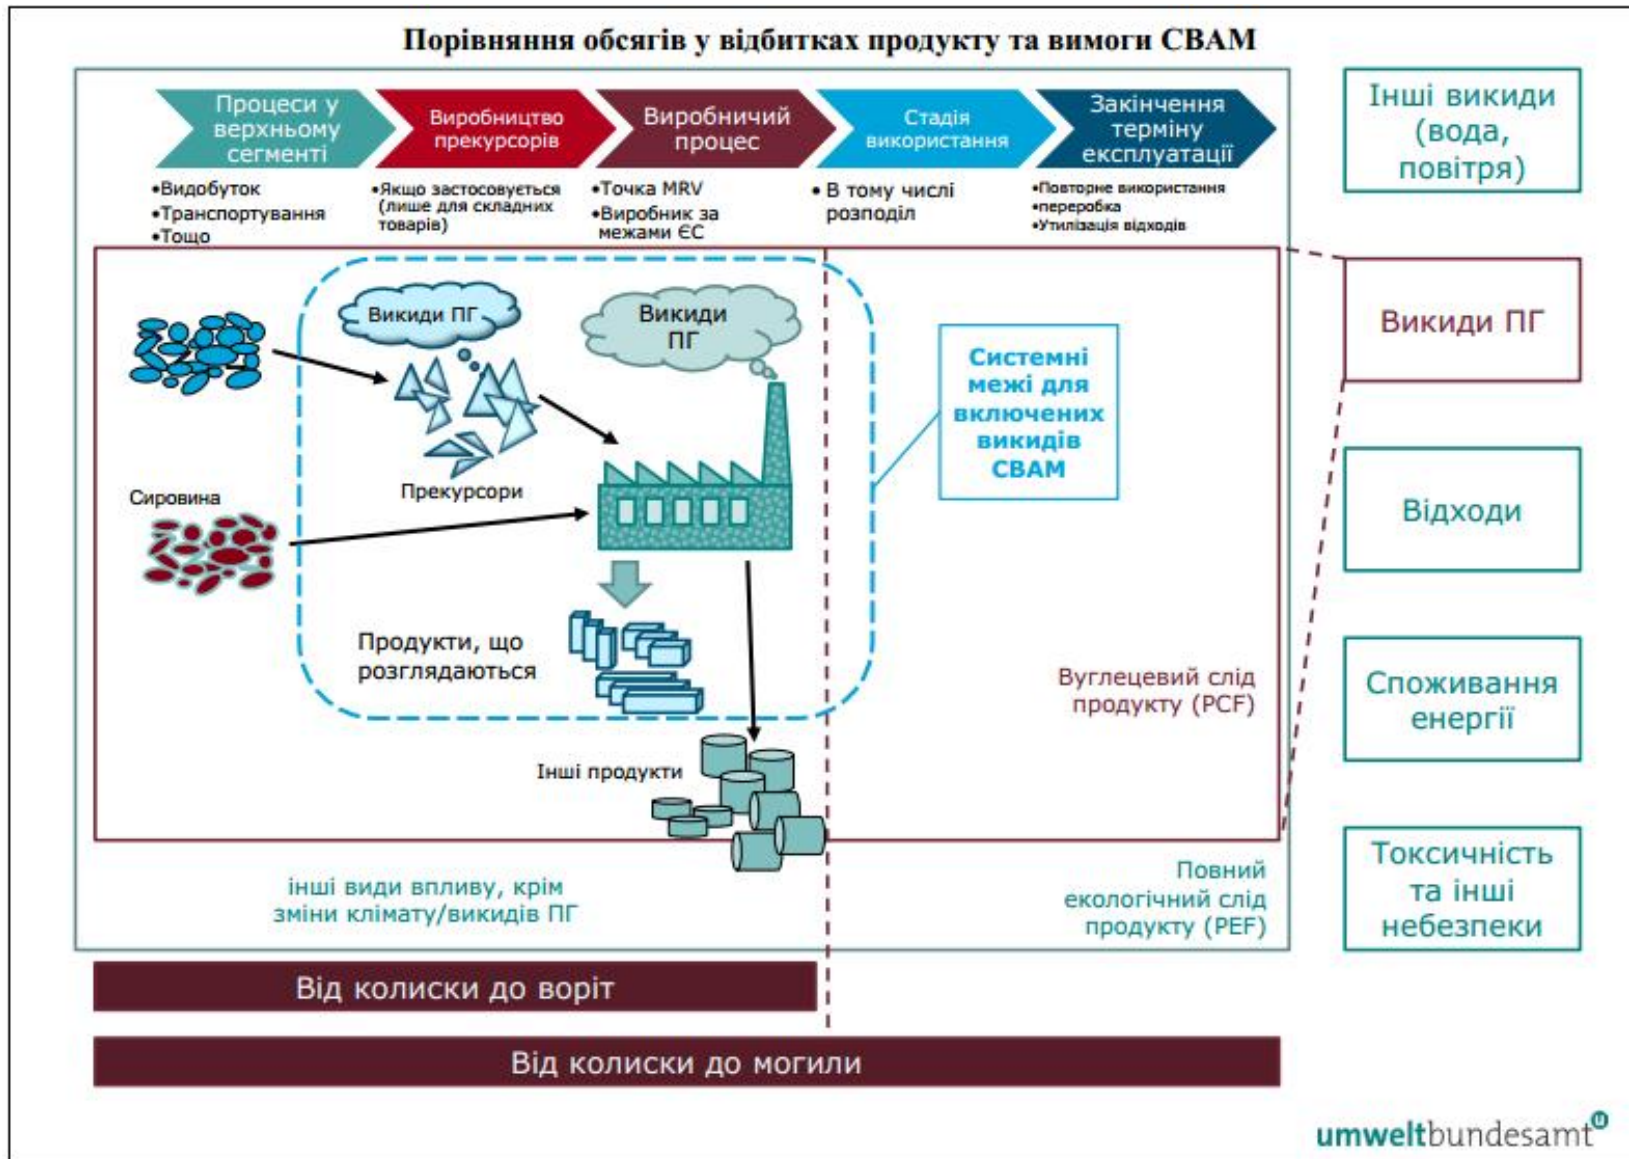 Порівняння обсягів у відбитках продукту та вимоги СВАМ
Процеси у
верхньому
сегменті
Виробництво
прекурсорів
Виробничий
процес
Стадія
використання
Закінчення
терміну
експлуатації
•Видобуток
•Транспортування
•Тощо
•Якщо застосовується
(лише для складних
товарів)
•Точка MRV
•Виробник за
межами ЄС
• В тому числі
розподіл
•Повторне використання
•переробка
•Утилізація відходів
Викиди ПГ
Викиди
ПГ
Прекурсори
Сировина
Системні
межі для
включених
викидів
СВАМ
Продукти, що
розглядаються
Інші продукти
Вуглецевий слід
продукту (PCF)
інші види впливу, крім
зміни клімату/викидів ПГ
Повний
екологічний слід
продукту (PEF)
Від колиски до воріт
Від колиски до могили
Інші викиди
(вода,
повітря)
Викиди ПГ
Відходи
Споживання
енергії
Токсичність
та інші
небезпеки
umweltbundesamt